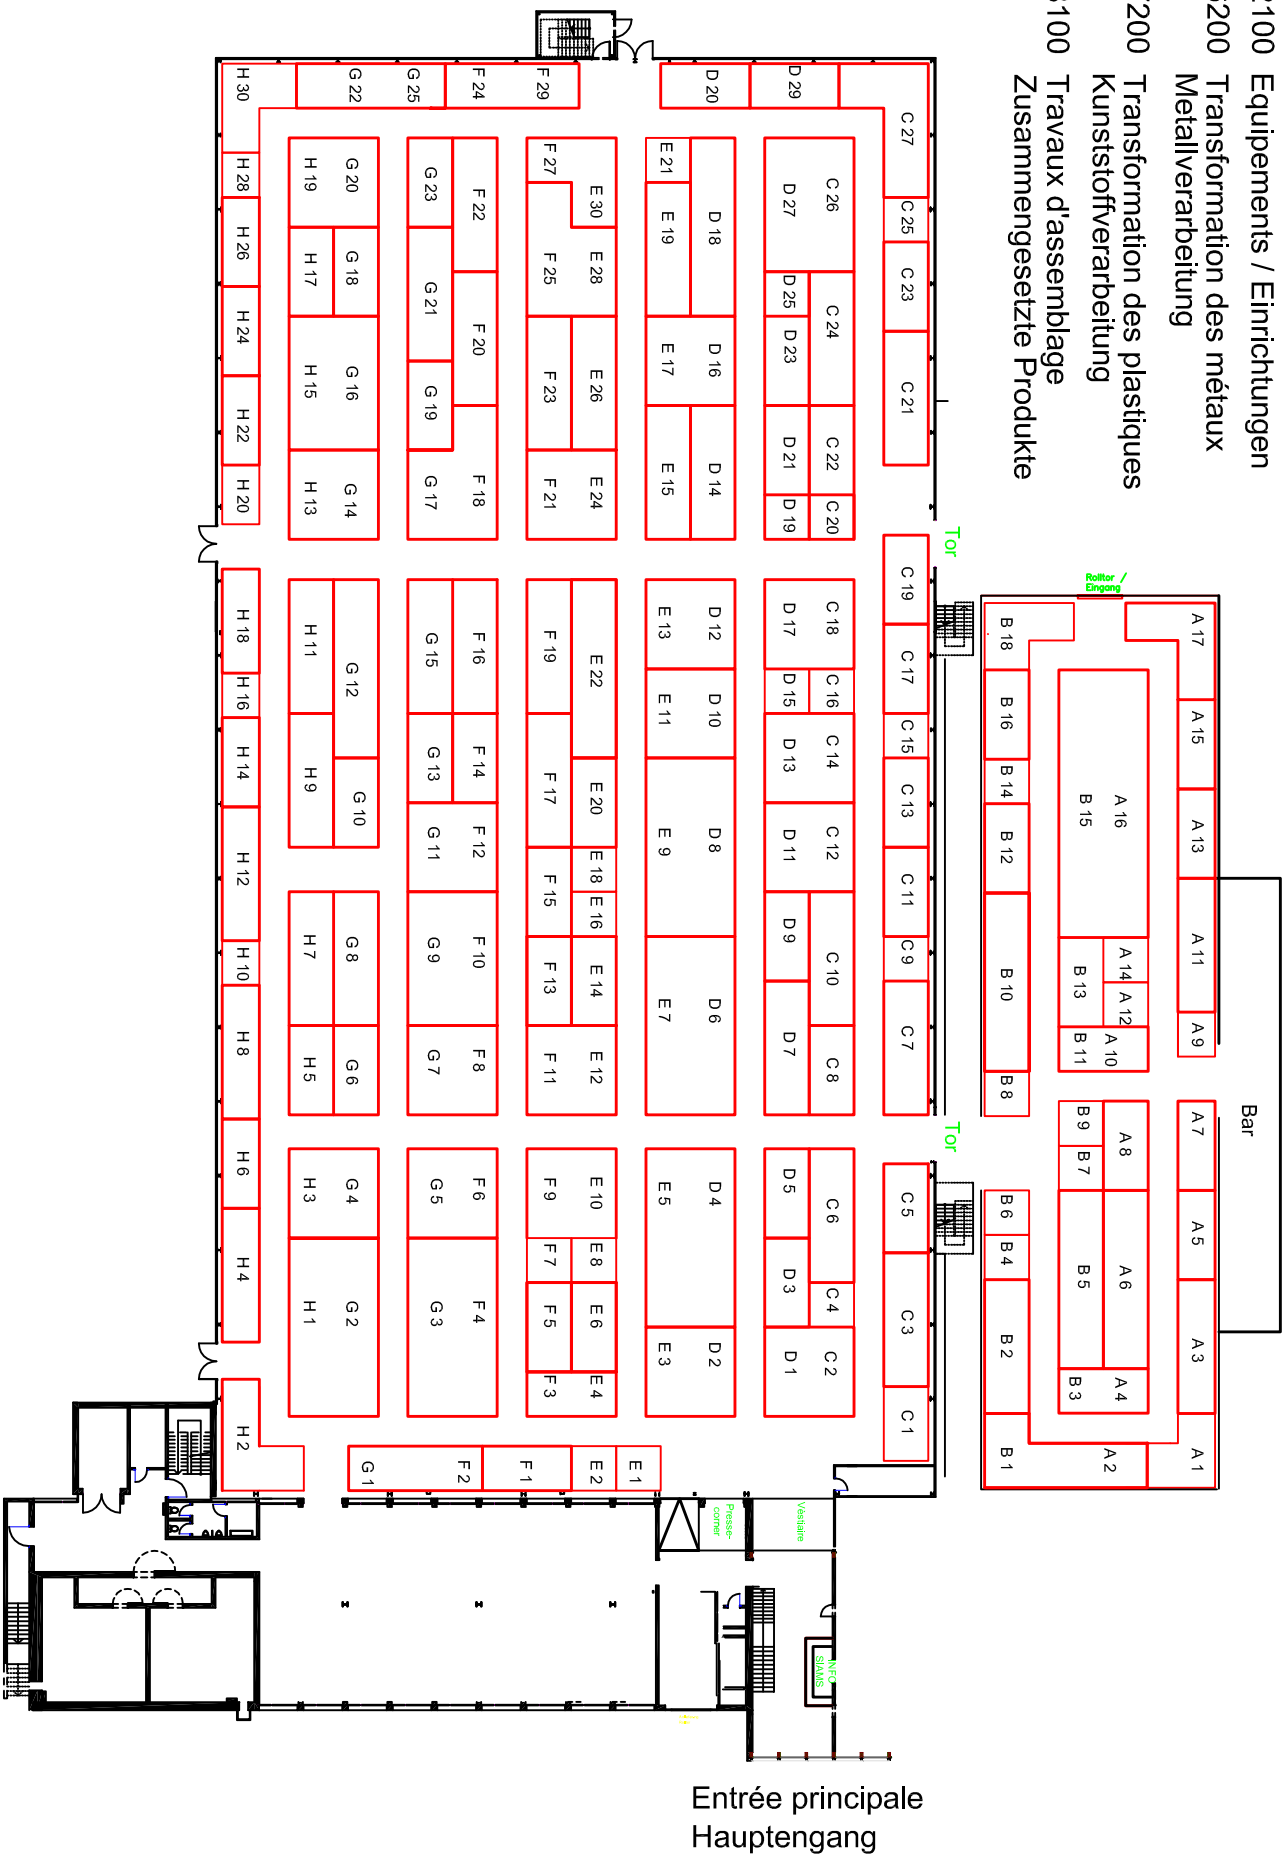 Equipements / Einrichtungen
Transformation des métaux
Metallverarbeitung
Transformation des plastiques
Kunststoffverarbeitung
Travaux d'assemblage
Zusammengesetzte Produkte
Bar
A 17
A 15
A 13
A 11
A 9
A 7
A 5
A 3
A 1
A 16
A 14
A 12
A 10
A 8
A 6
A 4
A 2
B 15
B 13
B 11
B 9
B 7
B 5
B 3
B 18
B 16
B 14
B 12
B 10
B 8
B 6
B 4
B 2
B 1
Rolltor /
Eingang
Tor
Tor
C 27
C 25
C 23
C 21
C 19
C 17
C 15
C 13
C 11
C 9
C 7
C 5
C 3
C 1
C 26
C 24
C 22
C 20
C 18
C 16
C 14
C 12
C 10
C 8
C 6
C 4
C 2
D 29
D 27
D 25
D 23
D 21
D 19
D 17
D 15
D 13
D 11
D 9
D 7
D 5
D 3
D 1
D 20
D 18
D 16
D 14
D 12
D 10
D 8
D 6
D 4
D 2
E 21
E 19
E 17
E 15
E 13
E 11
E 9
E 7
E 5
E 3
E 1
E 30
E 28
E 26
E 24
E 22
E 20
E 18
E 16
E 14
E 12
E 10
E 8
E 6
E 4
E 2
F 29
F 27
F 25
F 23
F 21
F 19
F 17
F 15
F 13
F 11
F 9
F 7
F 5
F 3
F 1
F 24
F 22
F 20
F 18
F 16
F 14
F 12
F 10
F 8
F 6
F 4
F 2
G 25
G 23
G 21
G 19
G 17
G 15
G 13
G 11
G 9
G 7
G 5
G 3
G 1
G 22
G 20
G 18
G 16
G 14
G 12
G 10
G 8
G 6
G 4
G 2
H 19
H 17
H 15
H 13
H 11
H 9
H 7
H 5
H 3
H 1
H 30
H 28
H 26
H 24
H 22
H 20
H 18
H 16
H 14
H 12
H 10
H 8
H 6
H 4
H 2
Vestiaire
Presse-
corner
INFO
SIAMS
Entrée principale
Hauptengang